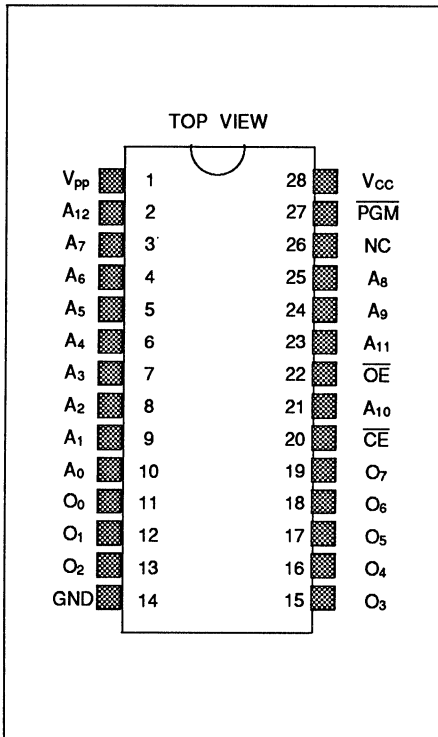 TOP VIEW
Vpp 1 28 Vcc
A12 2 27 PGM
A7 3 26 NC
A6 4 25 A8
A5 5 24 A9
A4 6 23 A11
A3 7 22 OE
A2 8 21 A10
A1 9 20 CE
A0 10 19 O7
O0 11 18 O6
O1 12 17 O5
O2 13 16 O4
GND 14 15 O3